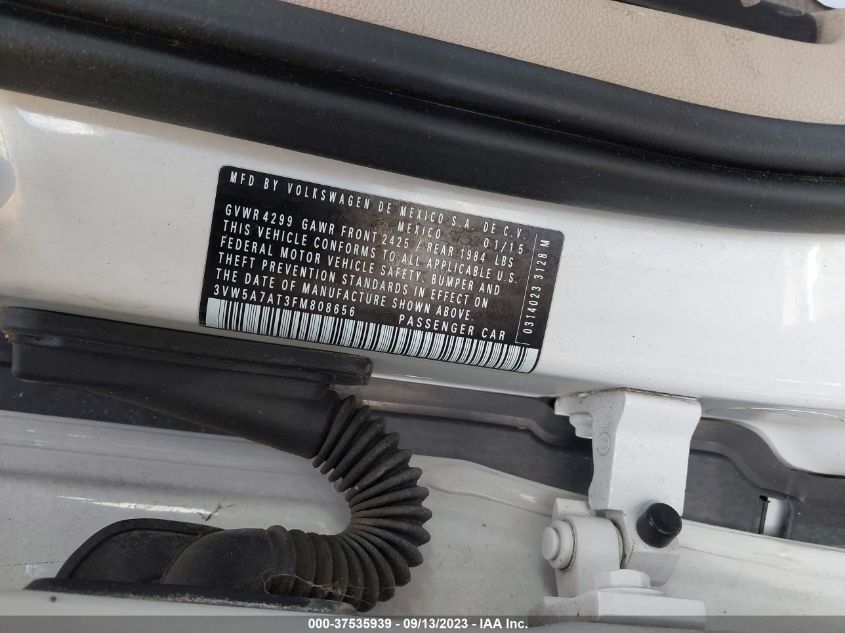 MFD BY VOLKSWAGEN DE MEXICO S.A. DE C.V.
MEXICO 01/15
GVWR 4299 GAWR FRONT 2425 / REAR 1984 LBS
THIS VEHICLE CONFORMS TO ALL APPLICABLE U.S.
FEDERAL MOTOR VEHICLE SAFETY, BUMPER AND
THEFT PREVENTION STANDARDS IN EFFECT ON
THE DATE OF MANUFACTURE SHOWN ABOVE.
3VW5A7AT3FM808656 PASSENGER CAR
0314023 3128 M
000-37535939 - 09/13/2023 - IAA Inc.